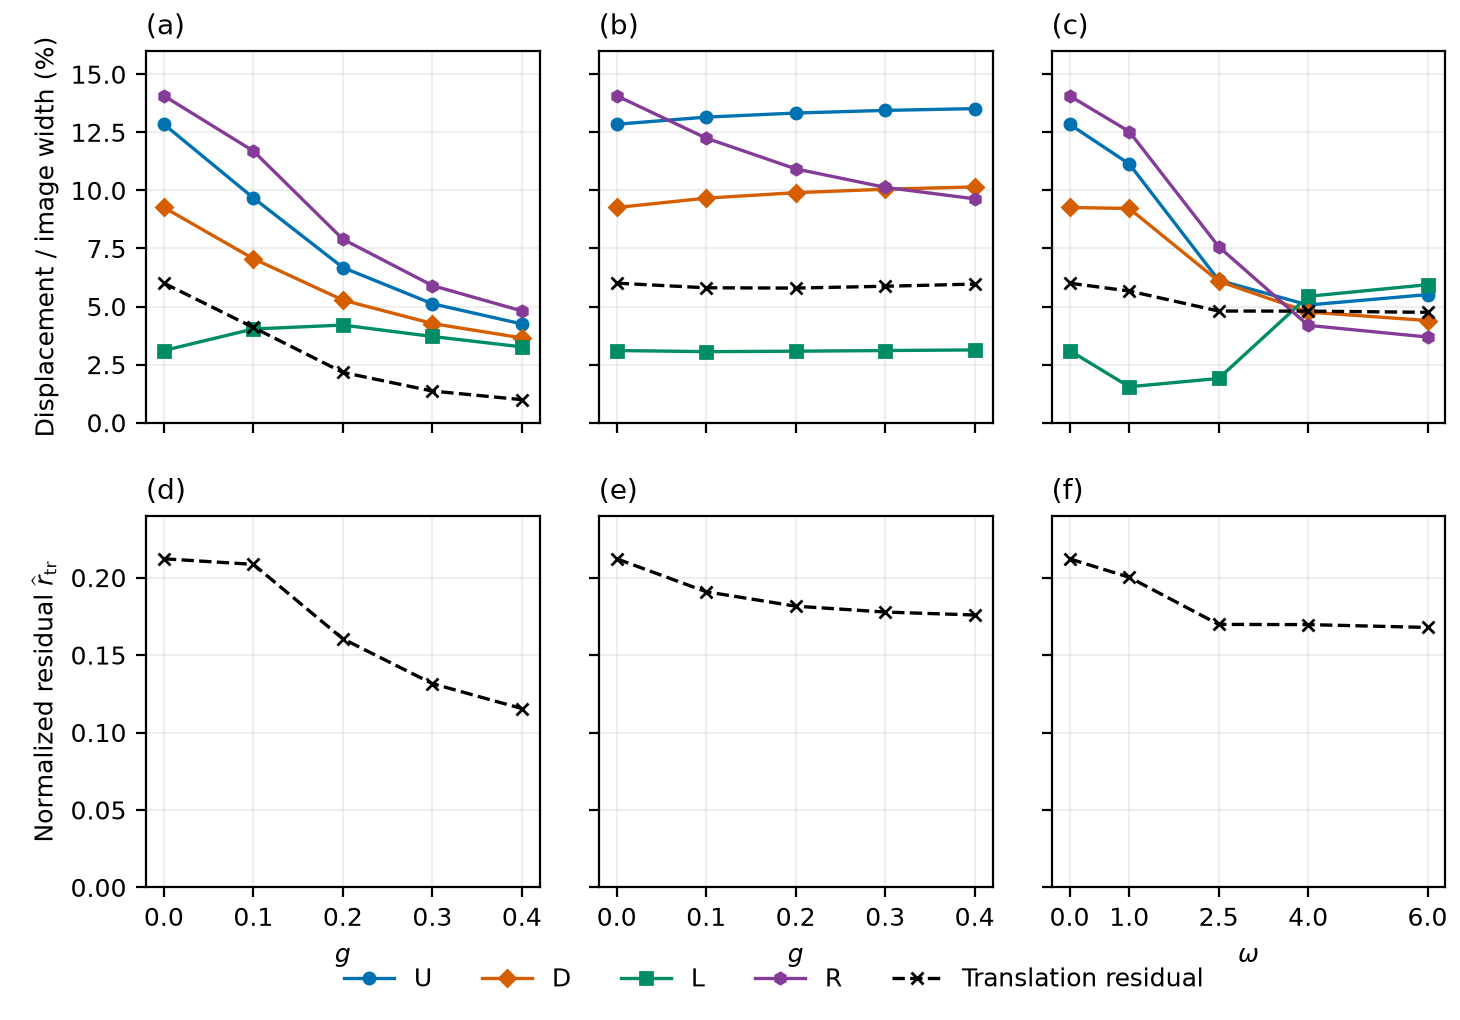 (a)
(b)
(c)
Displacement / image width (%)
15.0
12.5
10.0
7.5
5.0
2.5
0.0
(d)
(e)
(f)
Normalized residual r̂tr
0.20
0.15
0.10
0.05
0.00
0.0 0.1 0.2 0.3 0.4
0.0 0.1 0.2 0.3 0.4
0.0 1.0 2.5 4.0 6.0
g
g
ω
U D L R Translation residual